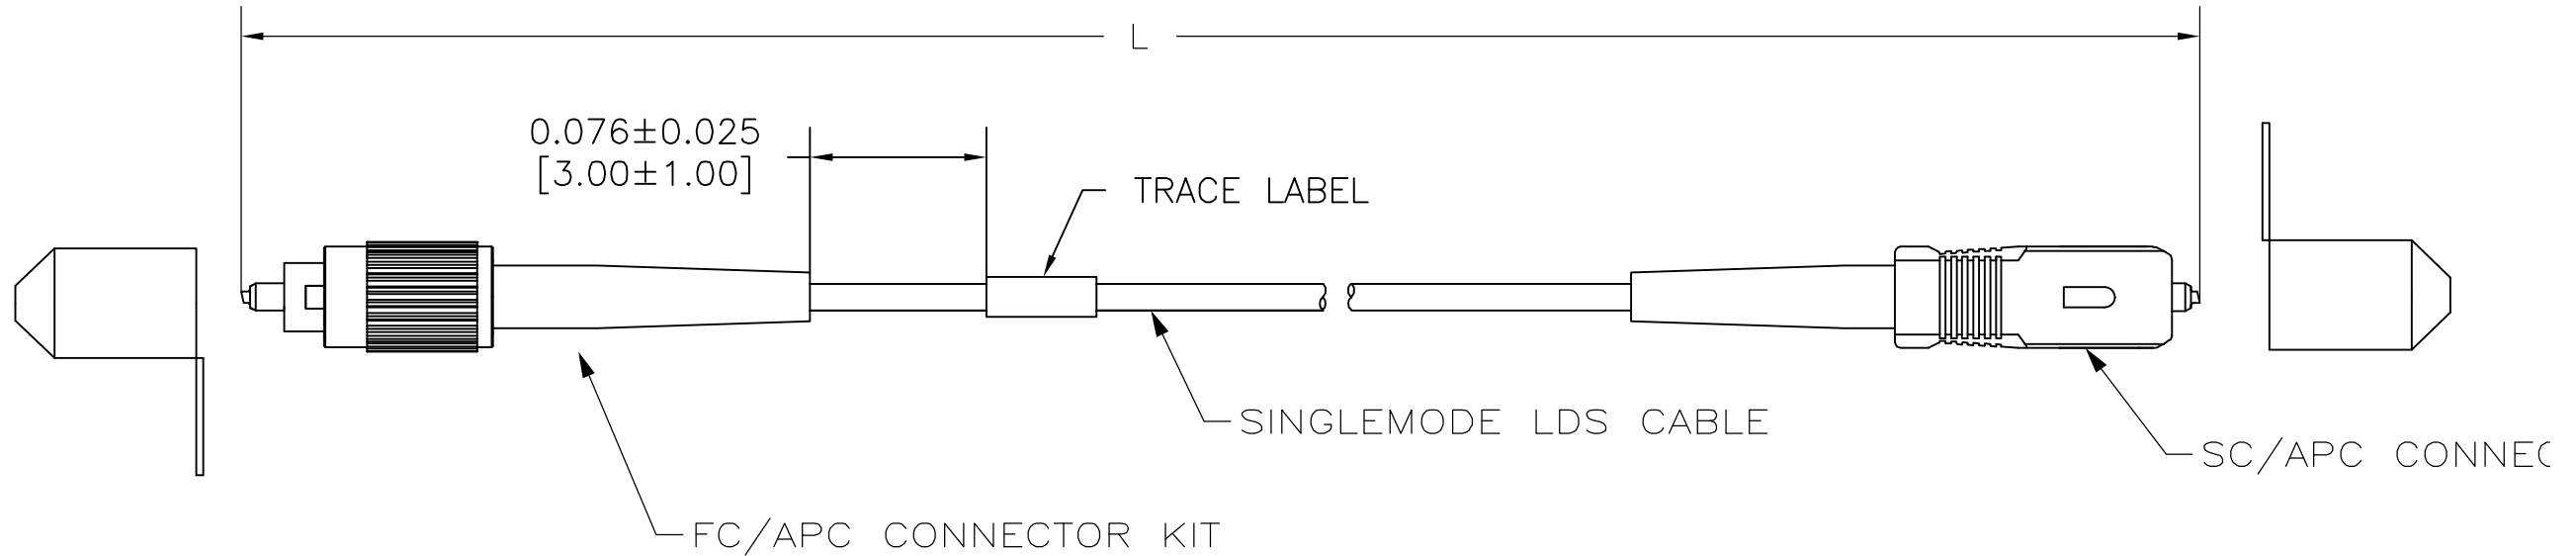 L
0.076±0.025
[3.00±1.00]
TRACE LABEL
SINGLEMODE LDS CABLE
SC/APC
FC/APC CONNECTOR KIT